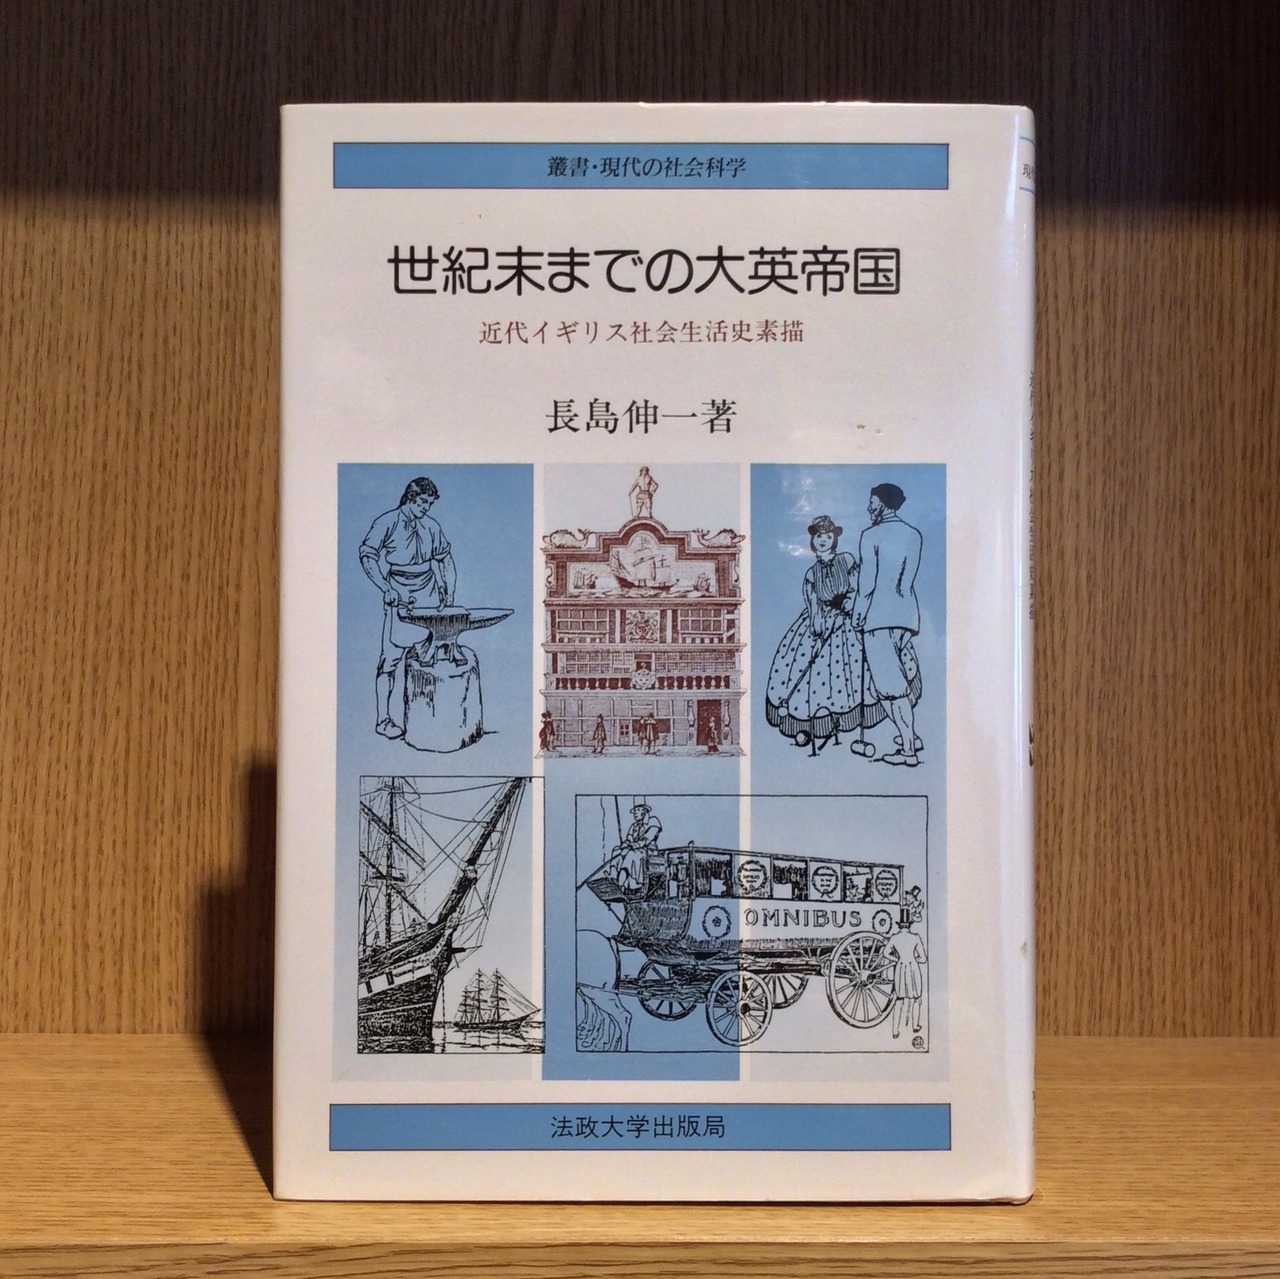 叢書・現代の社会科学
世紀末までの大英帝国
近代イギリス社会生活史素描
長島伸一著
OMNIBUS
法政大学出版局